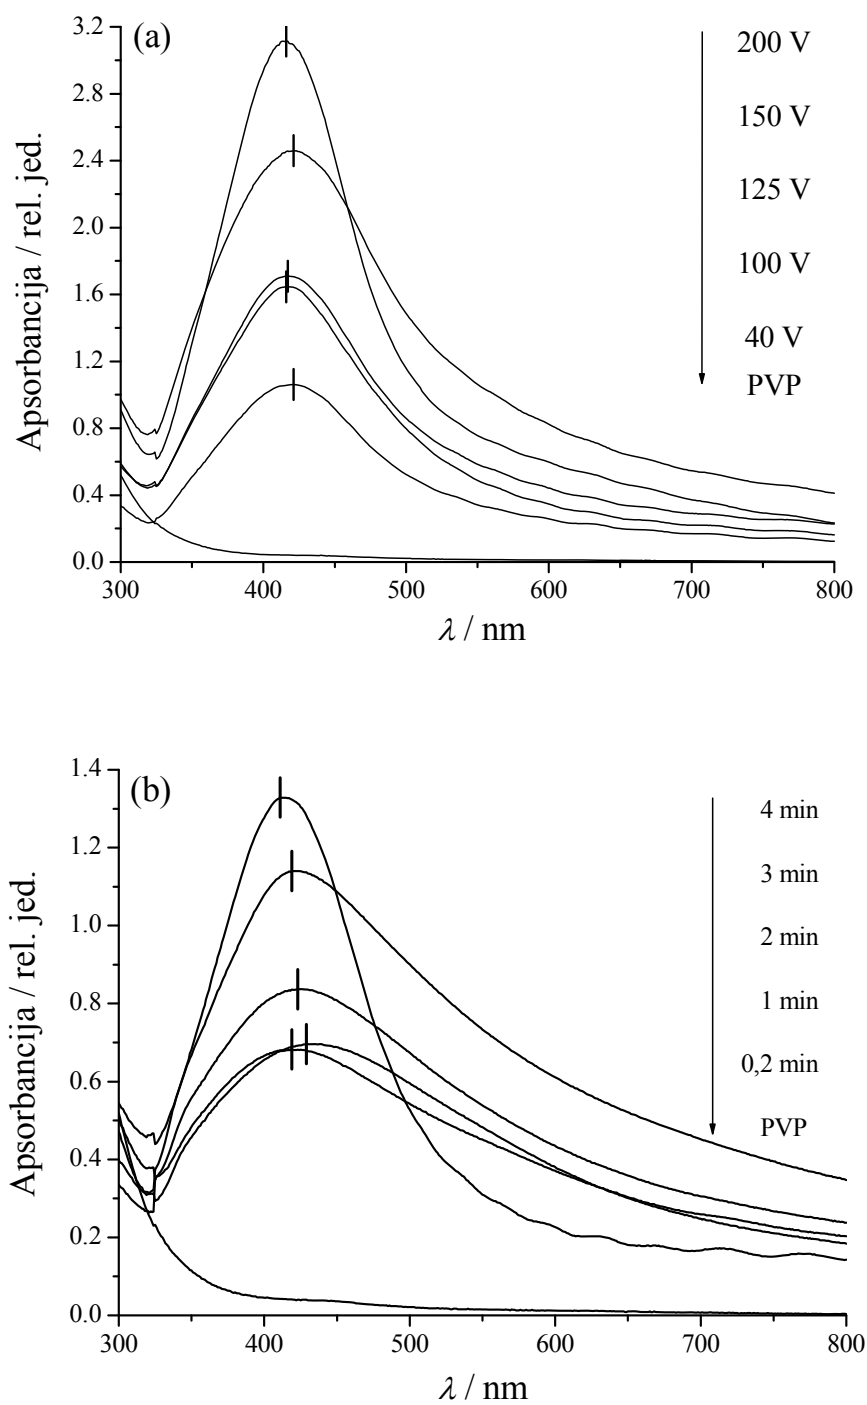 (a)
200 V
150 V
125 V
100 V
40 V
PVP
Apsorbancija / rel. jed.
3.2
2.8
2.4
2.0
1.6
1.2
0.8
0.4
0.0
300 400 500 600 700 800
λ / nm
(b)
4 min
3 min
2 min
1 min
0,2 min
PVP
Apsorbancija / rel. jed.
1.4
1.2
1.0
0.8
0.6
0.4
0.2
0.0
300 400 500 600 700 800
λ / nm